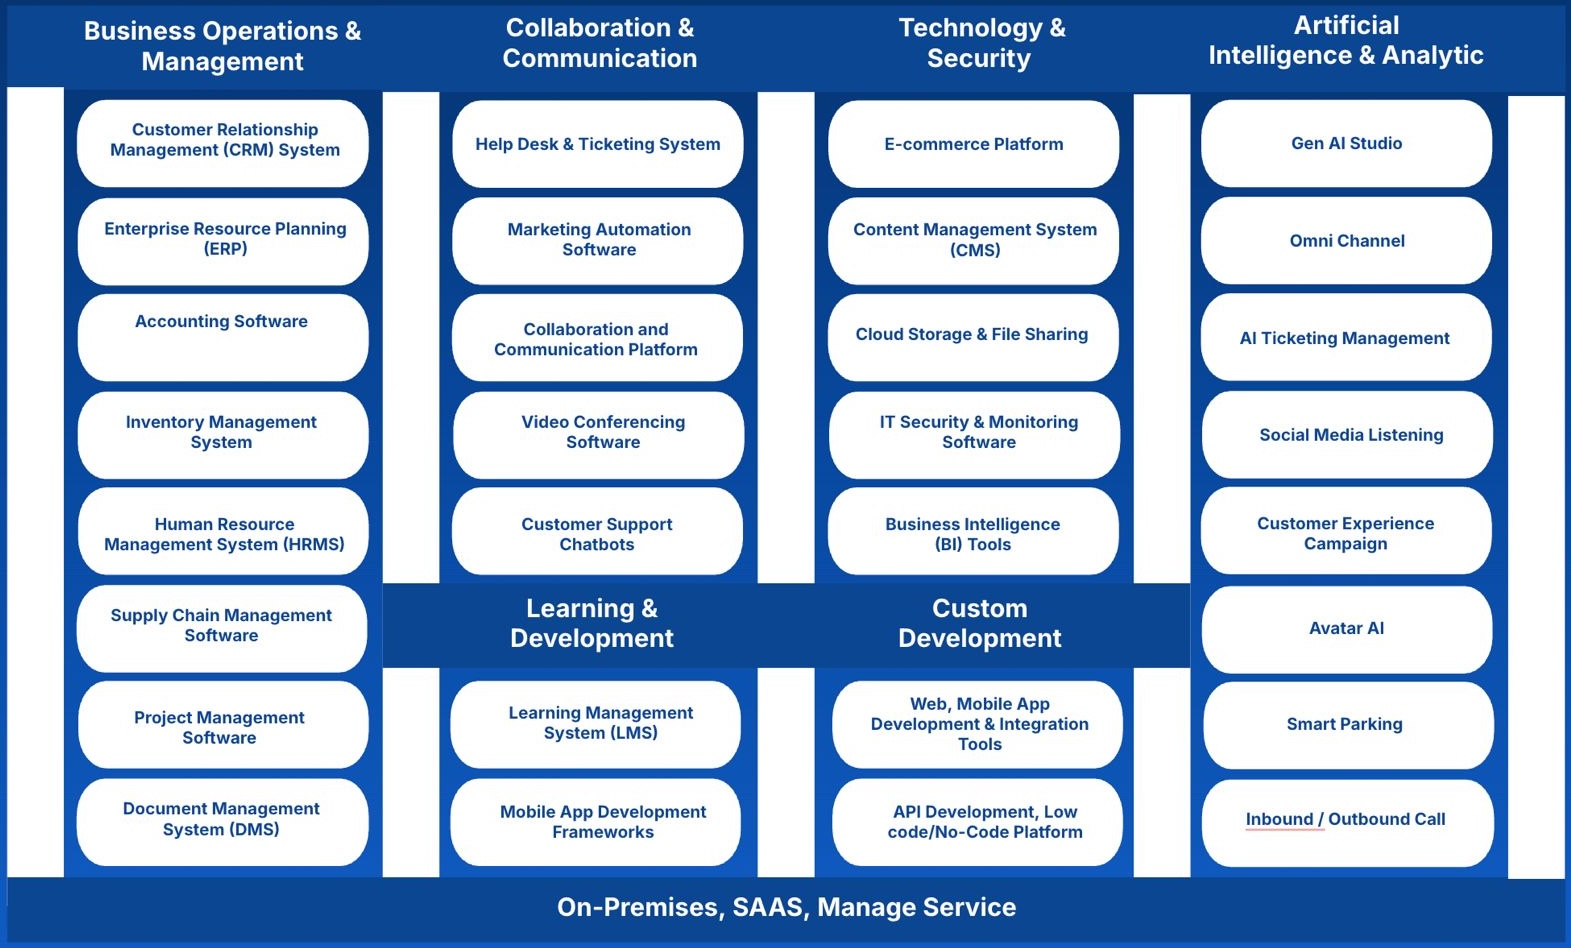 Business Operations &
Management
Customer Relationship
Management (CRM) System
Enterprise Resource Planning
(ERP)
Accounting Software
Inventory Management
System
Human Resource
Management System (HRMS)
Supply Chain Management
Software
Project Management
Software
Document Management
System (DMS)
Collaboration &
Communication
Help Desk & Ticketing System
Marketing Automation
Software
Collaboration and
Communication Platform
Video Conferencing
Software
Customer Support
Chatbots
Learning &
Development
Learning Management
System (LMS)
Mobile App Development
Frameworks
Technology &
Security
E-commerce Platform
Content Management System
(CMS)
Cloud Storage & File Sharing
IT Security & Monitoring
Software
Business Intelligence
(BI) Tools
Custom
Development
Web, Mobile App
Development & Integration
Tools
API Development, Low
code/No-Code Platform
Artificial
Intelligence & Analytic
Gen AI Studio
Omni Channel
AI Ticketing Management
Social Media Listening
Customer Experience
Campaign
Avatar AI
Smart Parking
Inbound / Outbound Call
On-Premises, SAAS, Manage Service